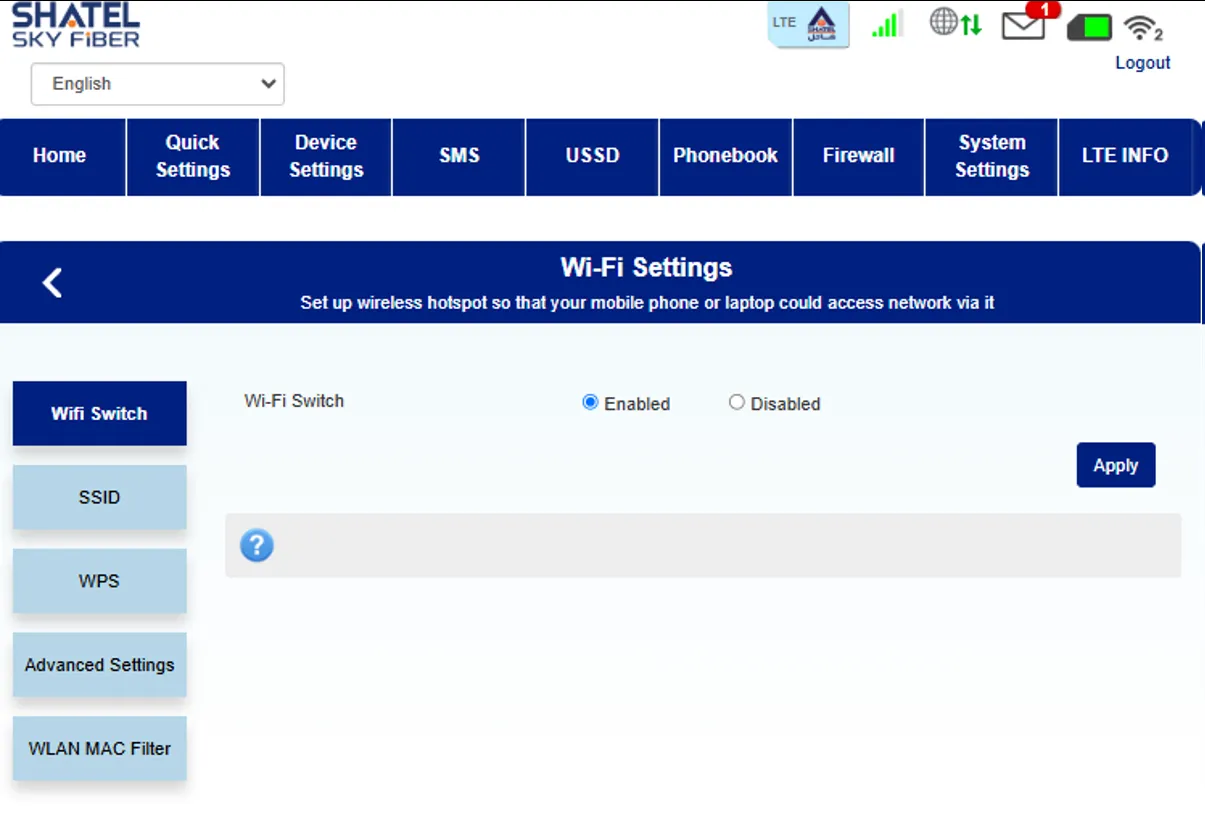 SHATEL
SKY FiBER
LTE
شاتل
1
2
Logout
English
Home
Quick
Settings
Device
Settings
SMS
USSD
Phonebook
Firewall
System
Settings
LTE INFO
Wi-Fi Settings
Set up wireless hotspot so that your mobile phone or laptop could access network via it
Wifi Switch
Wi-Fi Switch
Enabled
Disabled
Apply
SSID
?
WPS
Advanced Settings
WLAN MAC Filter